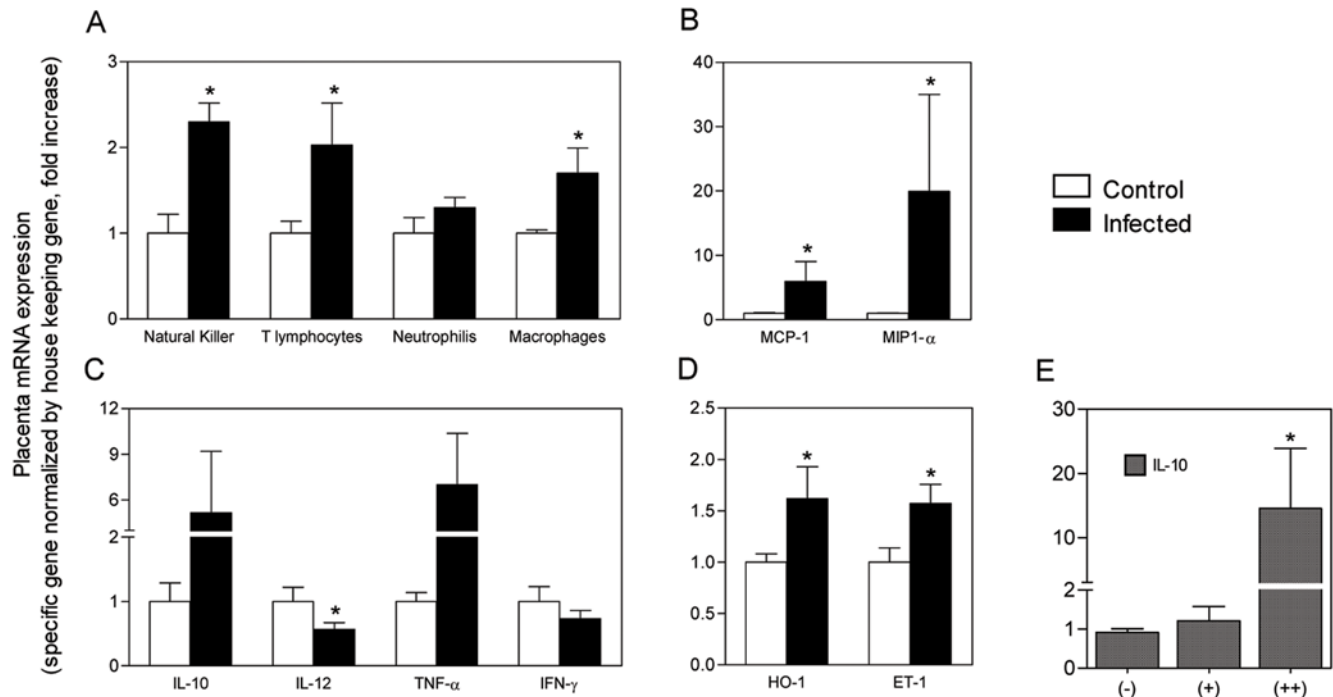 Placenta mRNA expression
(specific gene normalized by house keeping gene, fold increase)
A
3
2
1
0
*
*
*
Natural Killer
T lymphocytes
Neutrophilis
Macrophages
B
40
30
20
10
0
*
*
MCP-1
MIP1-α
Control
Infected
C
12
9
6
2
1
0
*
IL-10
IL-12
TNF-α
IFN-γ
D
2.5
2.0
1.5
1.0
0.5
0.0
*
*
HO-1
ET-1
E
30
20
10
2
1
0
*
IL-10
(-)
(+)
(++)